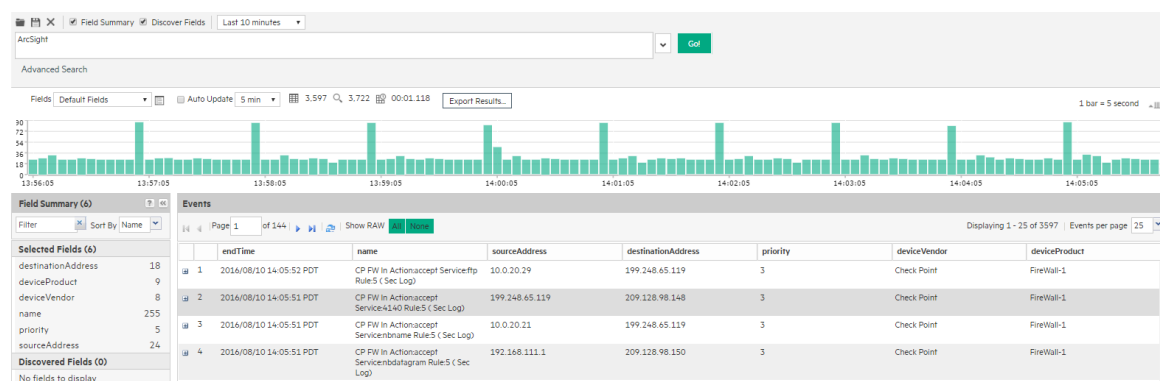 Field Summary Discover Fields Last 10 minutes
ArcSight
Go!
Advanced Search
Fields Default Fields Auto Update 5 min 3,597 3,722 00:01.118 Export Results...
1 bar = 5 second
90
72
54
36
18
0
13:56:05 13:57:05 13:58:05 13:59:05 14:00:05 14:01:05 14:02:05 14:03:05 14:04:05 14:05:05
Field Summary (6) ? «
Filter Sort By Name
Selected Fields (6)
destinationAddress 18
deviceProduct 9
deviceVendor 8
name 255
priority 5
sourceAddress 24
Discovered Fields (0)
No fields to display
Events
Page 1 of 144 Show RAW All None Displaying 1 - 25 of 3597 Events per page 25
endTime name sourceAddress destinationAddress priority deviceVendor deviceProduct
1 2016/08/10 14:05:52 PDT CP FW In Action:accept Service:ftp 10.0.20.29 199.248.65.119 3 Check Point FireWall-1
Rule:5 ( Sec Log)
2 2016/08/10 14:05:51 PDT CP FW In Action:accept 199.248.65.119 209.128.98.148 3 Check Point FireWall-1
Service:4140 Rule:5 ( Sec Log)
3 2016/08/10 14:05:51 PDT CP FW In Action:accept 10.0.20.21 199.248.65.119 3 Check Point FireWall-1
Service:nbname Rule:5 ( Sec Log)
4 2016/08/10 14:05:51 PDT CP FW In Action:accept 192.168.111.1 209.128.98.150 3 Check Point FireWall-1
Service:nbdatagram Rule:5 ( Sec
Log)